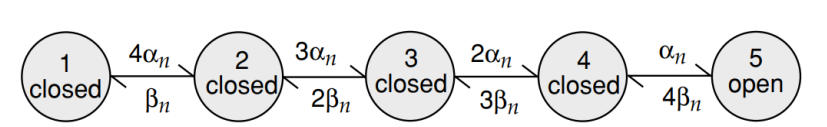 4αₙ 3αₙ 2αₙ αₙ
1 2 3 4 5
closed closed closed closed open
βₙ 2βₙ 3βₙ 4βₙ